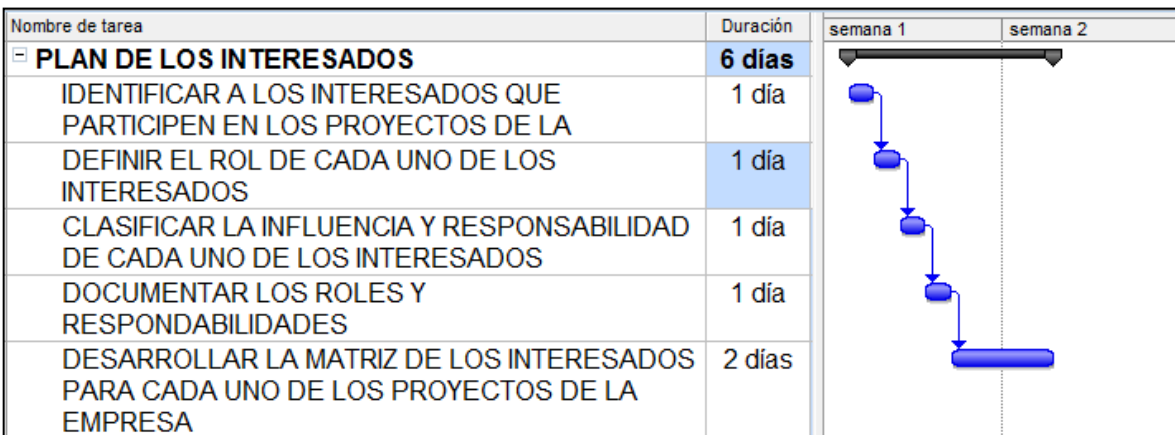 Nombre de tarea Duración semana 1 semana 2
PLAN DE LOS INTERESADOS 6 días
IDENTIFICAR A LOS INTERESADOS QUE 1 día
PARTICIPEN EN LOS PROYECTOS DE LA
DEFINIR EL ROL DE CADA UNO DE LOS 1 día
INTERESADOS
CLASIFICAR LA INFLUENCIA Y RESPONSABILIDAD 1 día
DE CADA UNO DE LOS INTERESADOS
DOCUMENTAR LOS ROLES Y 1 día
RESPONDABILIDADES
DESARROLLAR LA MATRIZ DE LOS INTERESADOS 2 días
PARA CADA UNO DE LOS PROYECTOS DE LA
EMPRESA